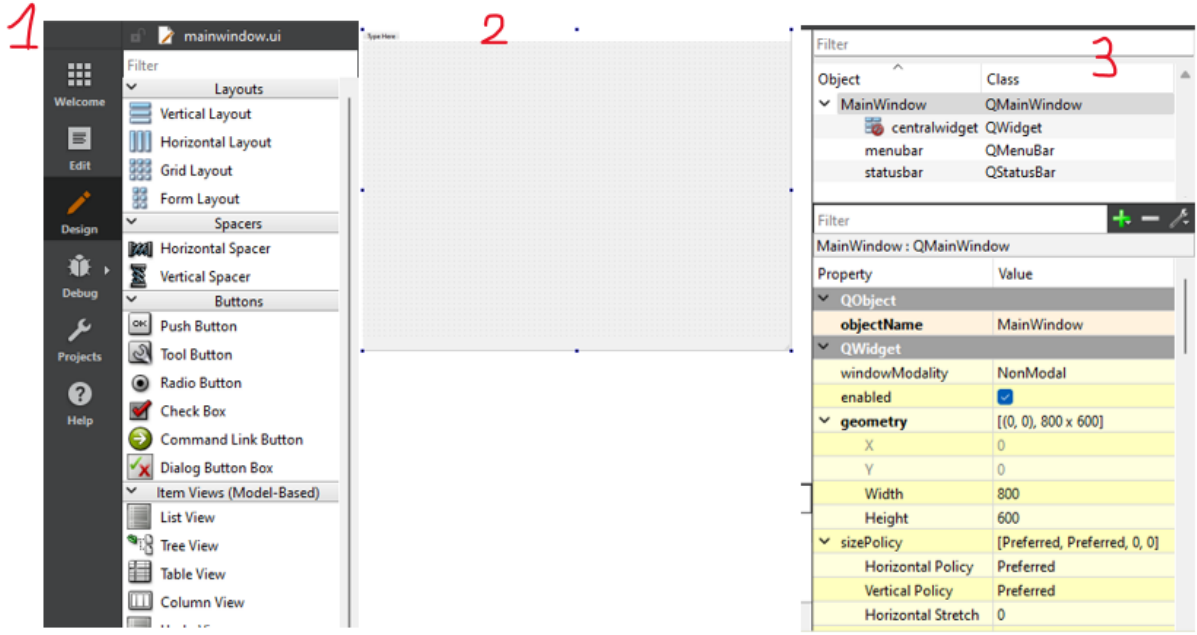 1
mainwindow.ui
Welcome
Edit
Design
Debug
Projects
Help
Filter
Layouts
Vertical Layout
Horizontal Layout
Grid Layout
Form Layout
Spacers
Horizontal Spacer
Vertical Spacer
Buttons
OK Push Button
Tool Button
Radio Button
Check Box
Command Link Button
Dialog Button Box
Item Views (Model-Based)
List View
Tree View
Table View
Column View
2
Type Here
3
Filter
Object Class
MainWindow QMainWindow
centralwidget QWidget
menubar QMenuBar
statusbar QStatusBar
Filter
MainWindow : QMainWindow
Property Value
QObject
objectName MainWindow
QWidget
windowModality NonModal
enabled
geometry [(0, 0), 800 x 600]
X 0
Y 0
Width 800
Height 600
sizePolicy [Preferred, Preferred, 0, 0]
Horizontal Policy Preferred
Vertical Policy Preferred
Horizontal Stretch 0